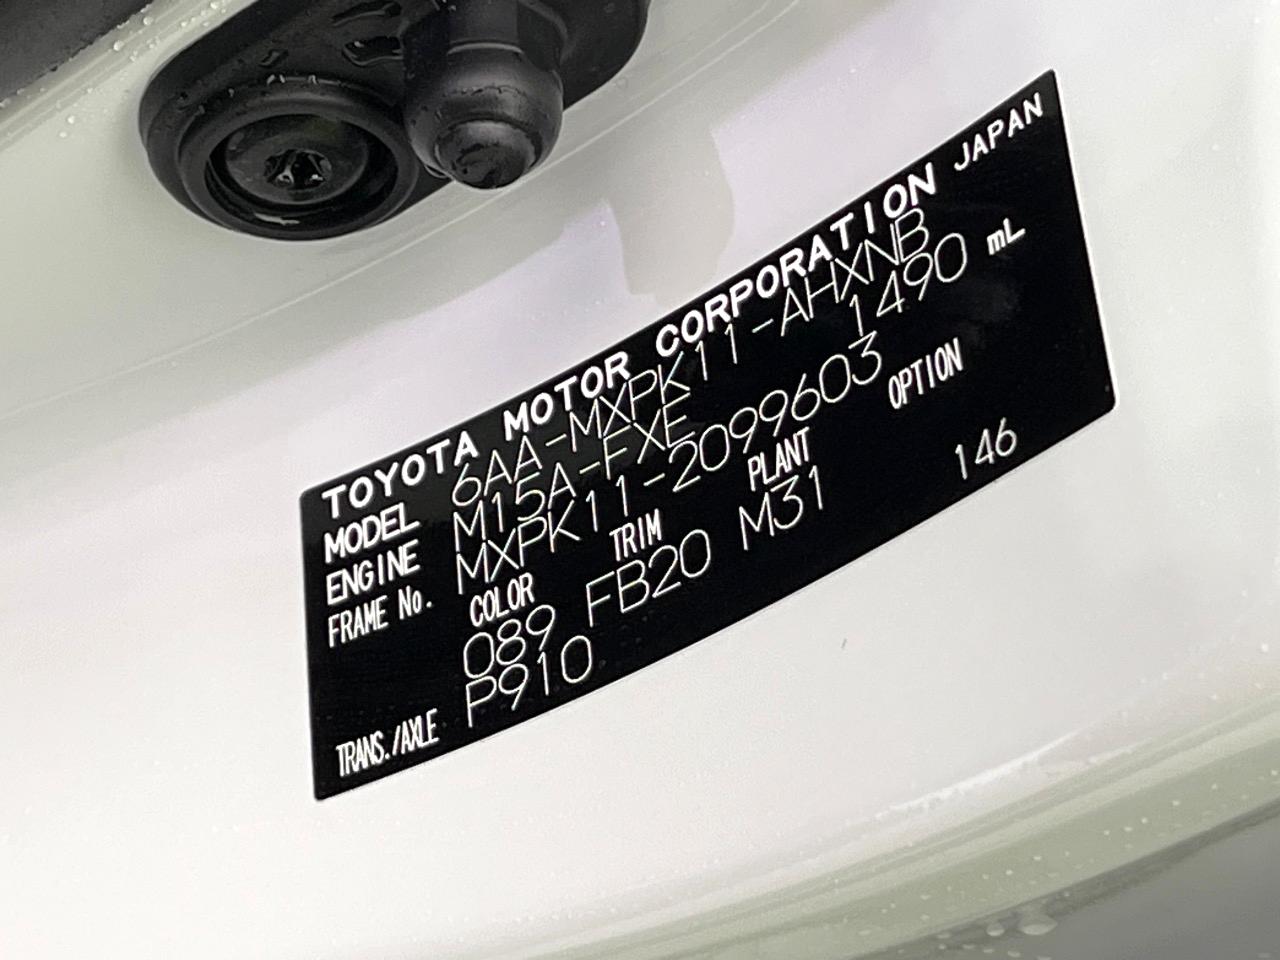 TOYOTA MOTOR CORPORATION JAPAN
MODEL 6AA-MXPK11-AHXNB
ENGINE M15A-FXE 1490 mL
FRAME No. MXPK11-2099603
COLOR TRIM PLANT OPTION
089 FB20 M31 146
TRANS./AXLE P910